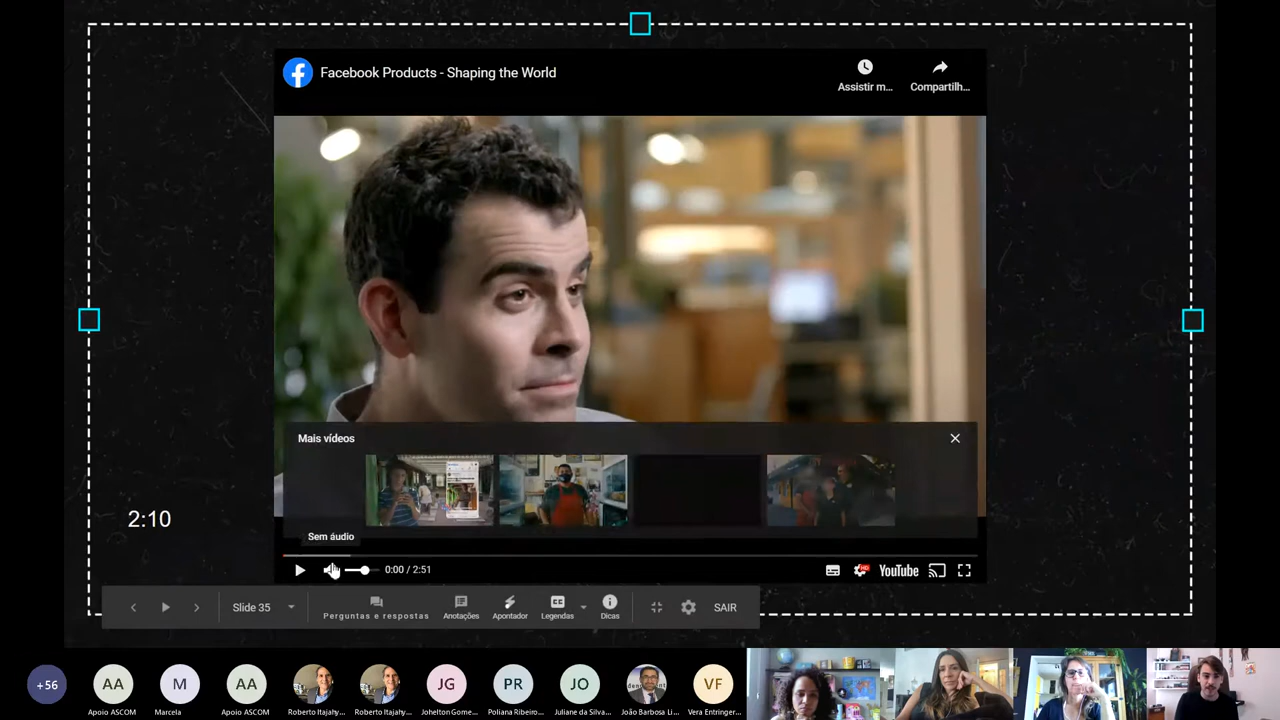 Facebook Products - Shaping the World
Assistir m...
Compartilh...
Mais vídeos
2:10
Sem áudio
0:00 / 2:51
YouTube
Slide 35
Perguntas e respostas
Anotações
Apontador
Legendas
Dicas
SAIR
+56
AA
M
AA
JG
PR
JO
VF
Apoio ASCOM
Marcela
Apoio ASCOM
Roberto Itajahy...
Roberto Itajahy...
Johelton Gome...
Poliana Ribeiro...
Juliane da Silva...
João Barbosa Li...
Vera Entringer...